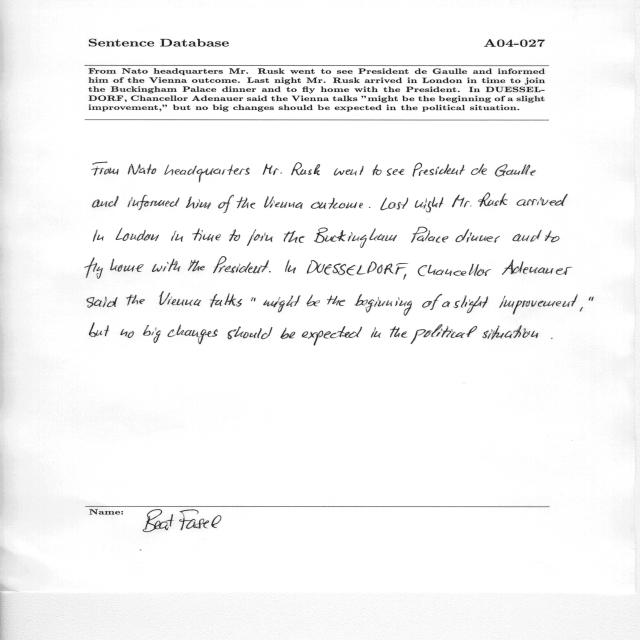 Sentence Database A04-027
From Nato headquarters Mr. Rusk went to see President de Gaulle and informed
him of the Vienna outcome. Last night Mr. Rusk arrived in London in time to join
the Buckingham Palace dinner and to fly home with the President. In DUESSEL-
DORF, Chancellor Adenauer said the Vienna talks "might be the beginning of a slight
improvement," but no big changes should be expected in the political situation.
From Nato headquarters Mr. Rusk went to see President de Gaulle
and informed him of the Vienna outcome. Last night Mr. Rusk arrived
in London in time to join the Buckingham Palace dinner and to
fly home with the President. In DUESSELDORF, Chancellor Adenauer
said the Vienna talks "might be the beginning of a slight improvement,"
but no big changes should be expected in the political situation.
Name: Beat Fasel